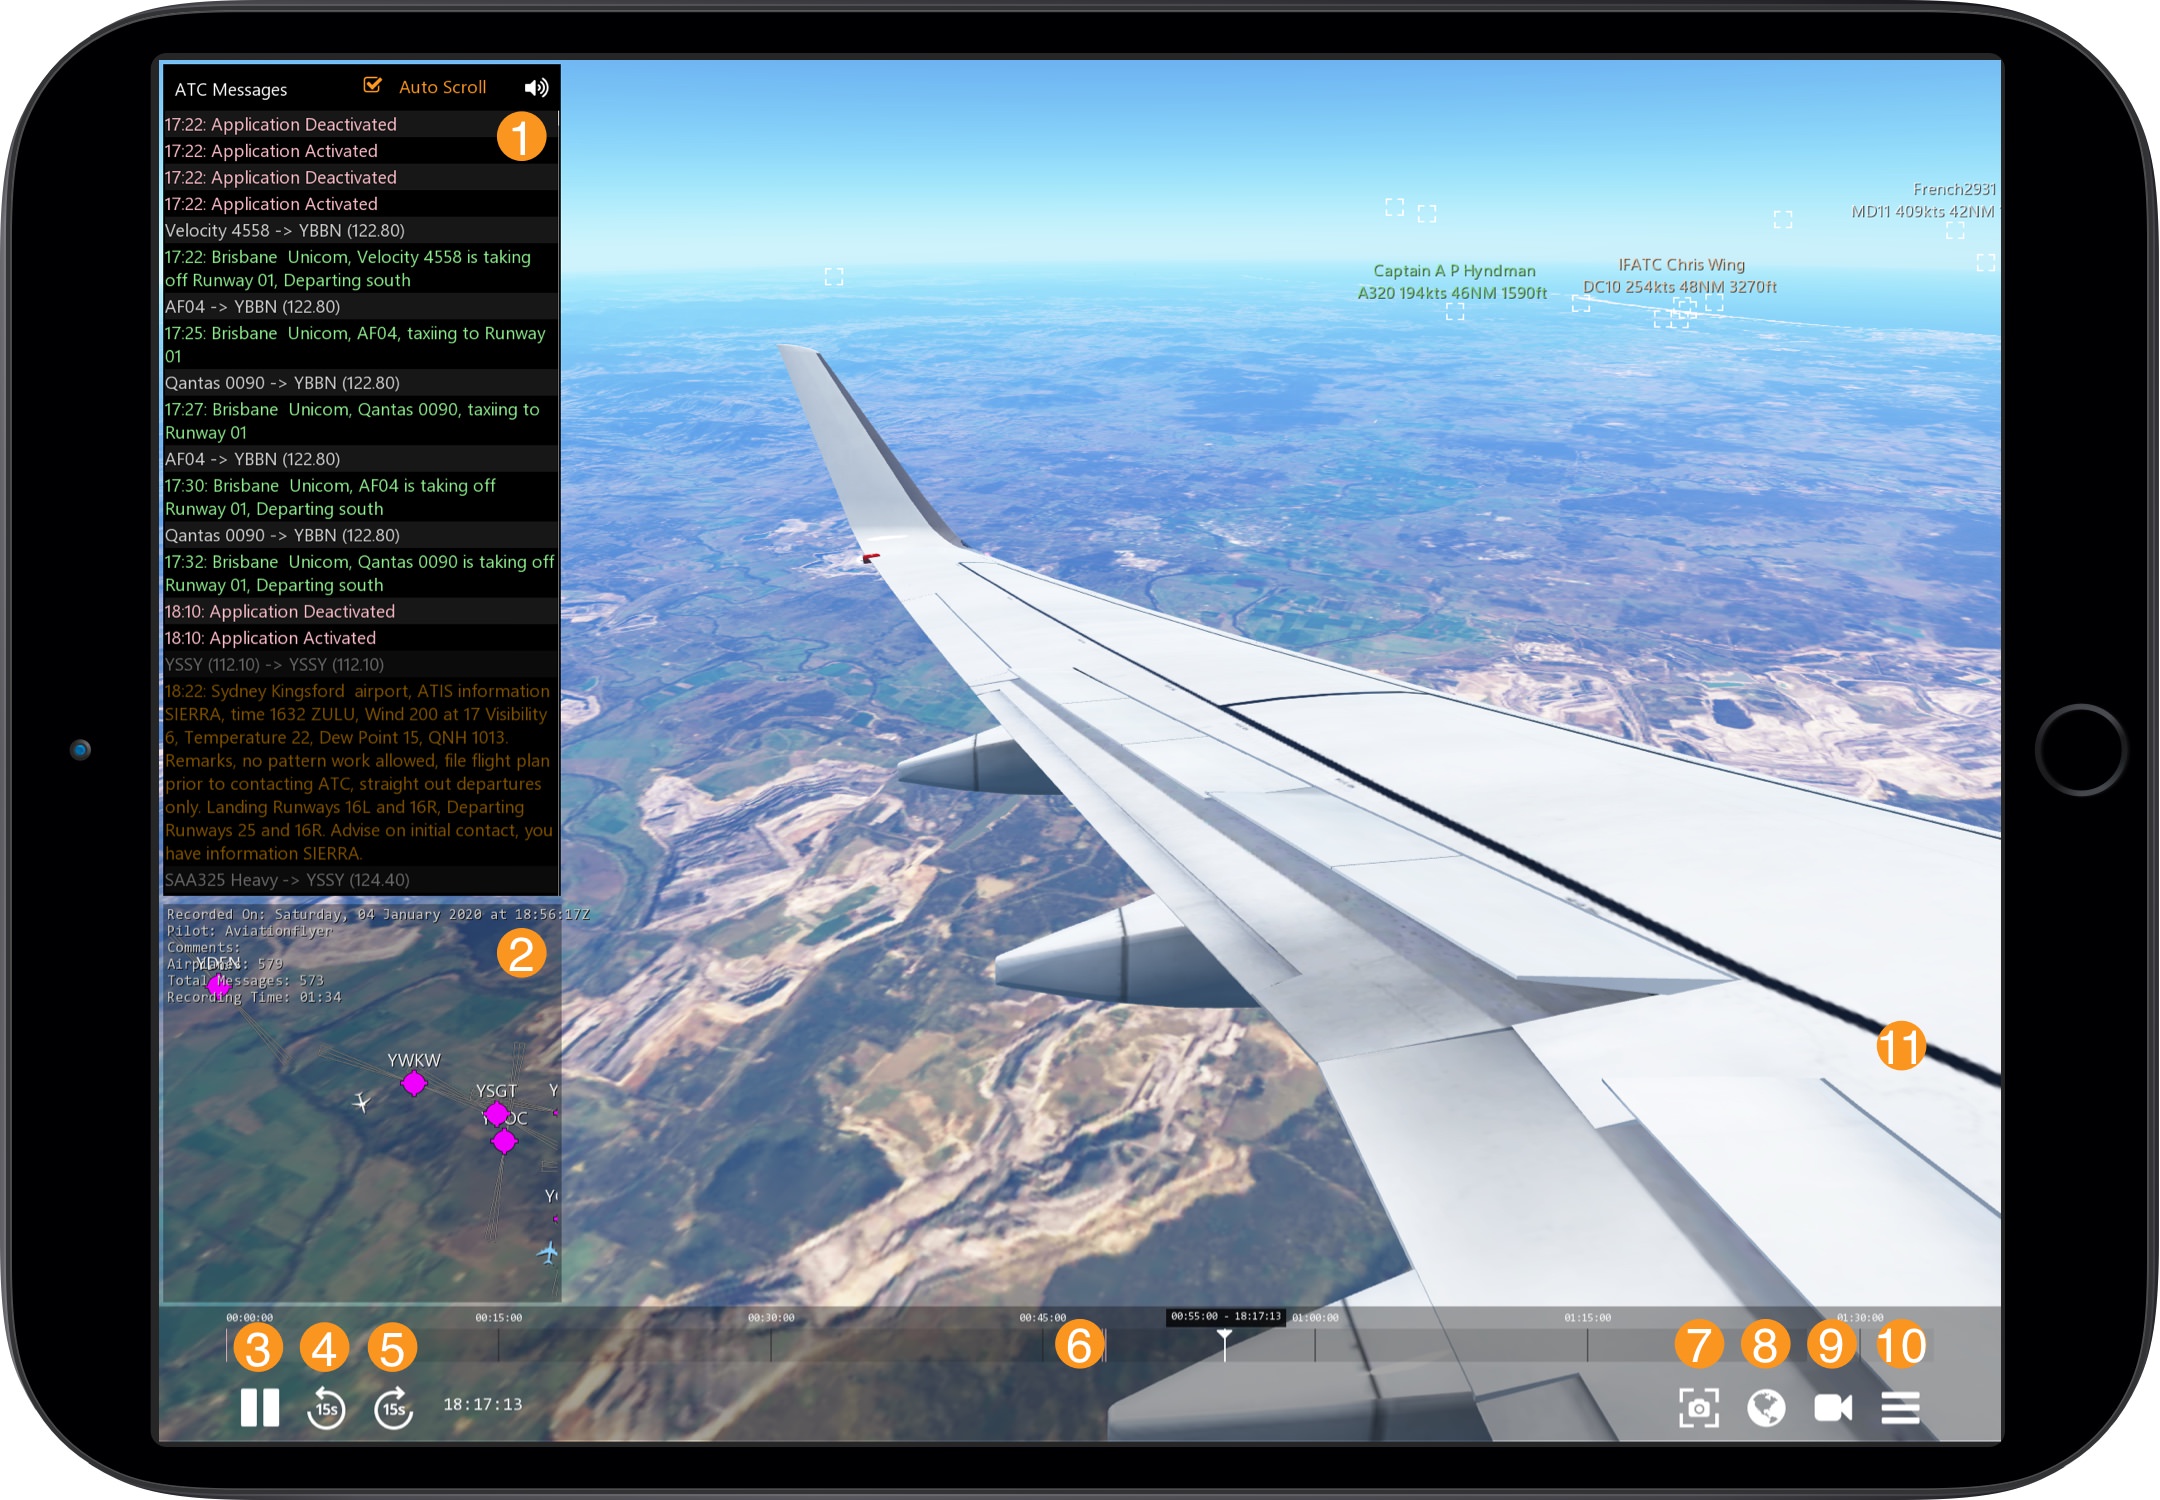 ATC Messages
Auto Scroll
1
17:22: Application Deactivated
17:22: Application Activated
17:22: Application Deactivated
17:22: Application Activated
Velocity 4558 -> YBBN (122.80)
17:22: Brisbane  Unicom, Velocity 4558 is taking
off Runway 01, Departing south
AF04 -> YBBN (122.80)
17:25: Brisbane  Unicom, AF04, taxiing to Runway
01
Qantas 0090 -> YBBN (122.80)
17:27: Brisbane  Unicom, Qantas 0090, taxiing to
Runway 01
AF04 -> YBBN (122.80)
17:30: Brisbane  Unicom, AF04 is taking off
Runway 01, Departing south
Qantas 0090 -> YBBN (122.80)
17:32: Brisbane  Unicom, Qantas 0090 is taking off
Runway 01, Departing south
18:10: Application Deactivated
18:10: Application Activated
YSSY (112.10) -> YSSY (112.10)
18:22: Sydney Kingsford  airport, ATIS information
SIERRA, time 1632 ZULU, Wind 200 at 17 Visibility
6, Temperature 22, Dew Point 15, QNH 1013.
Remarks, no pattern work allowed, file flight plan
prior to contacting ATC, straight out departures
only. Landing Runways 16L and 16R, Departing
Runways 25 and 16R. Advise on initial contact, you
have information SIERRA.
SAA325 Heavy -> YSSY (124.40)
French2931
MD11 409kts 42NM
Captain A P Hyndman
A320 194kts 46NM 1590ft
IFATC Chris Wing
DC10 254kts 48NM 3270ft
Recorded On: Saturday, 04 January 2020 at 18:56:17Z
Pilot: Aviationflyer
Comments:
Airplanes: 579
Total Messages: 573
Recording Time: 01:34
2
YWKW
YSGT
11
00:00:00
00:15:00
00:30:00
00:45:00
00:55:00 - 18:17:13
01:00:00
01:15:00
01:30:00
3
4
5
6
7
8
9
10
15s
15s
18:17:13